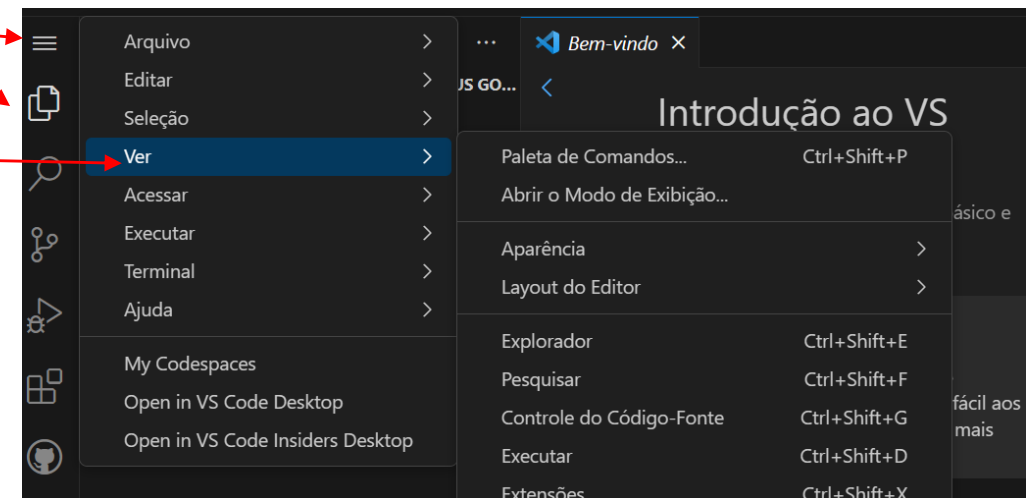 Arquivo
Editar
Seleção
Ver
Acessar
Executar
Terminal
Ajuda
My Codespaces
Open in VS Code Desktop
Open in VS Code Insiders Desktop
Bem-vindo
JS GO...
Introdução ao VS
Paleta de Comandos... Ctrl+Shift+P
Abrir o Modo de Exibição...
Aparência
Layout do Editor
Explorador Ctrl+Shift+E
Pesquisar Ctrl+Shift+F
Controle do Código-Fonte Ctrl+Shift+G
Executar Ctrl+Shift+D
Extensões Ctrl+Shift+X
ásico e
fácil aos
mais